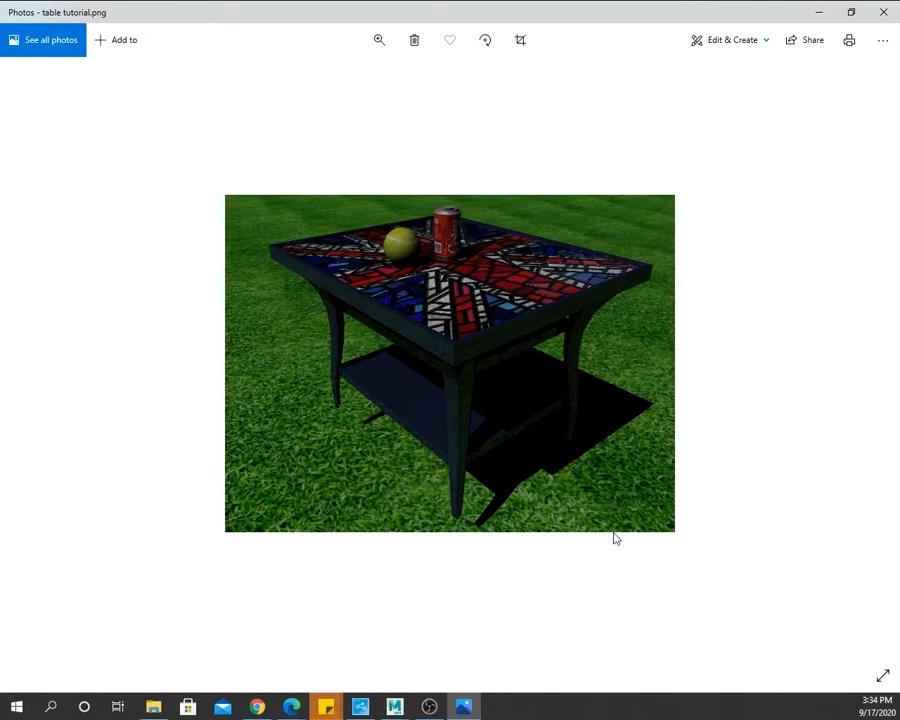 Photos - table tutorial.png
See all photos
Add to
Edit & Create
Share
3:34 PM
9/17/2020